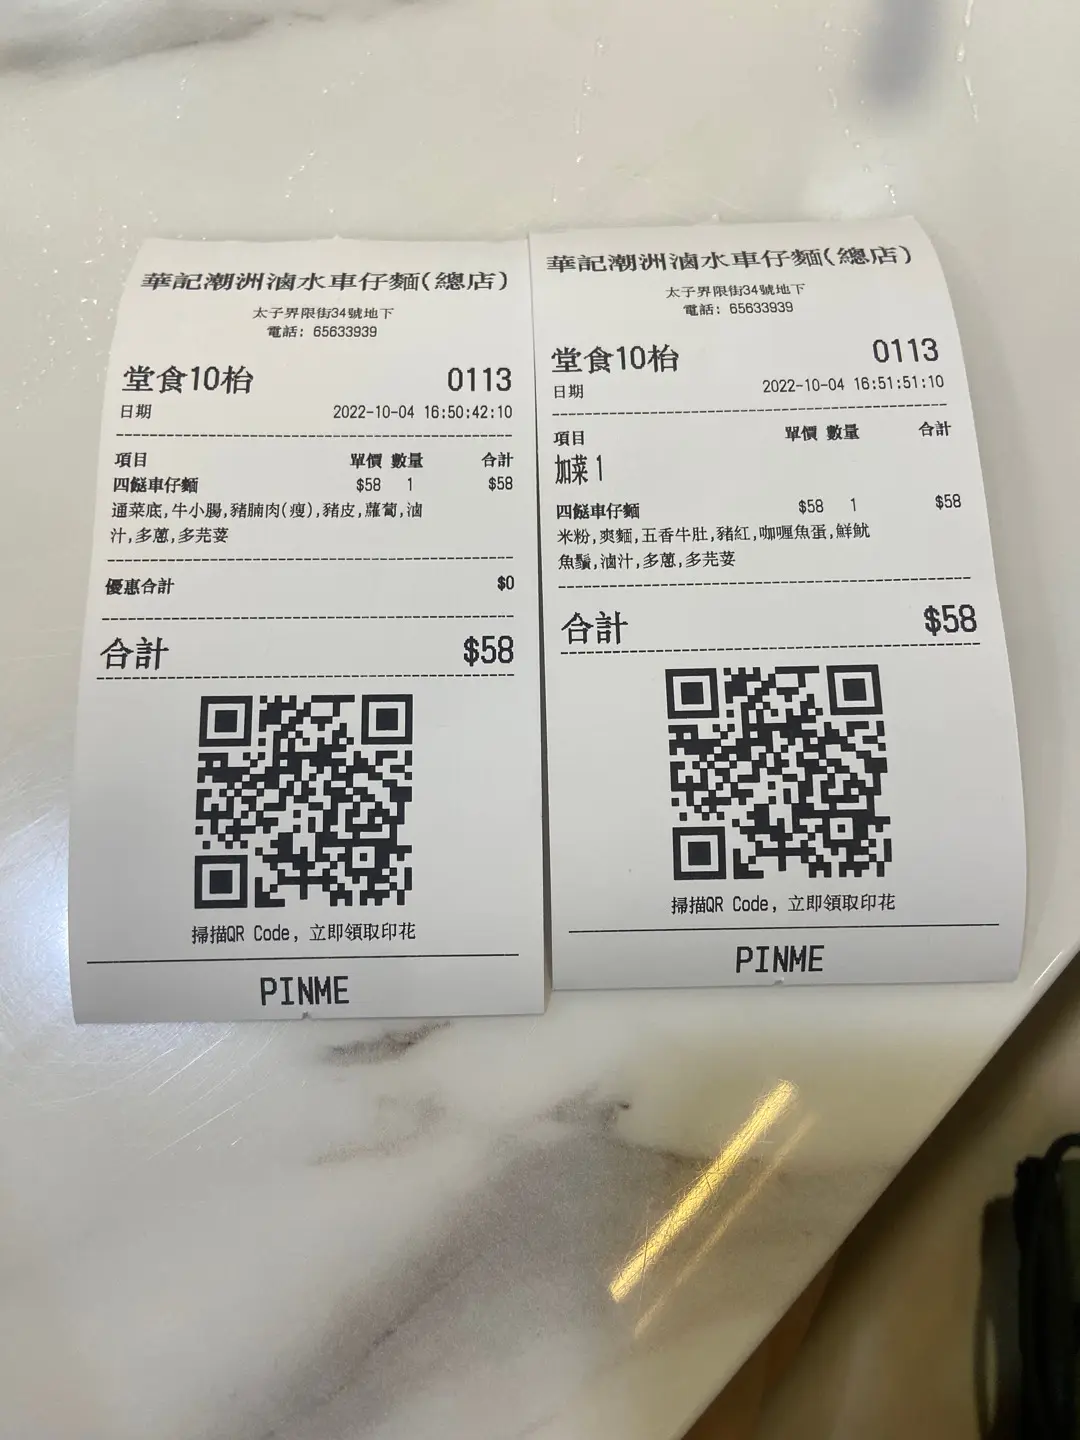 華記潮洲滷水車仔麵(總店)
太子界限街34號地下
電話: 65633939
堂食10枱 0113
日期 2022-10-04 16:50:42:10
項目 單價 數量 合計
四餸車仔麵 $58 1 $58
通菜底,牛小腸,豬腩肉(瘦),豬皮,蘿蔔,滷
汁,多蔥,多芫荽
優惠合計 $0
合計 $58
掃描QR Code, 立即領取印花
PINME
華記潮洲滷水車仔麵(總店)
太子界限街34號地下
電話: 65633939
堂食10枱 0113
日期 2022-10-04 16:51:51:10
項目 單價 數量 合計
加菜 1
四餸車仔麵 $58 1 $58
米粉,爽麵,五香牛肚,豬紅,咖喱魚蛋,鮮魷
魚鬚,滷汁,多蔥,多芫荽
合計 $58
掃描QR Code, 立即領取印花
PINME